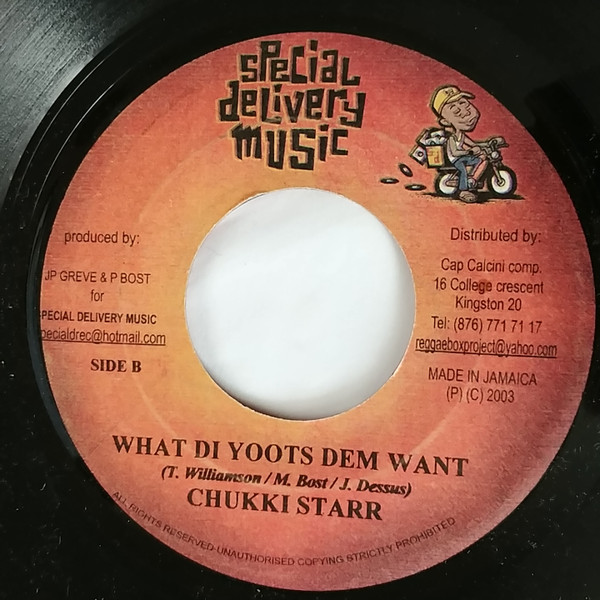 SPeCiaL
deLivery
music
produced by:
JP GREVE & P BOST
for
SPECIAL DELIVERY MUSIC
specialdrec@hotmail.com
SIDE B
Distributed by:
Cap Calcini comp.
16 College crescent
Kingston 20
Tel: (876) 771 71 17
reggaeboxproject@yahoo.com
MADE IN JAMAICA
(P) (C) 2003
WHAT DI YOOTS DEM WANT
(T. Williamson / M. Bost / J. Dessus)
CHUKKI STARR
ALL RIGHTS RESERVED-UNAUTHORISED COPYING STRICTLY PROHIBITED